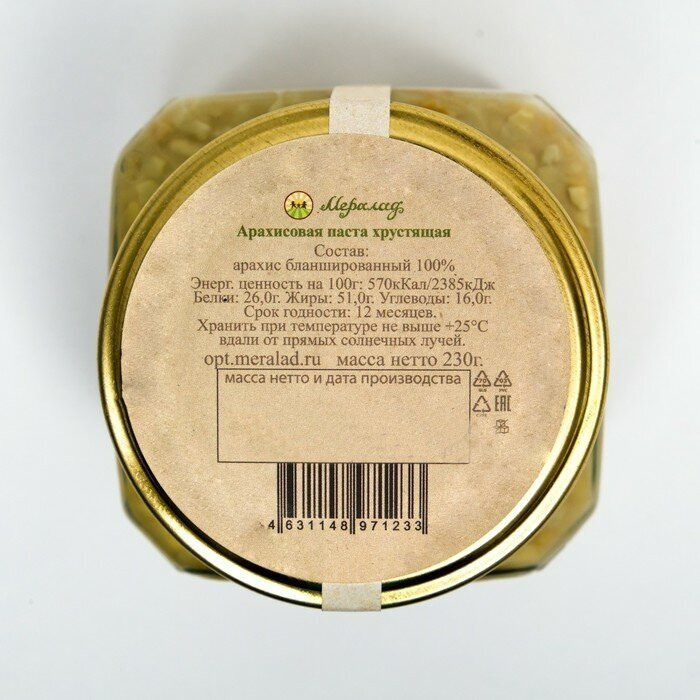 Мералад
Арахисовая паста хрустящая
Состав:
арахис бланшированный 100%
Энерг. ценность на 100г: 570кКал/2385кДж
Белки: 26,0г. Жиры: 51,0г. Углеводы: 16,0г.
Срок годности: 12 месяцев.
Хранить при температуре не выше +25°С
вдали от прямых солнечных лучей.
opt.meralad.ru масса нетто 230г.
масса нетто и дата производства
70
EAC
4 631148 971233